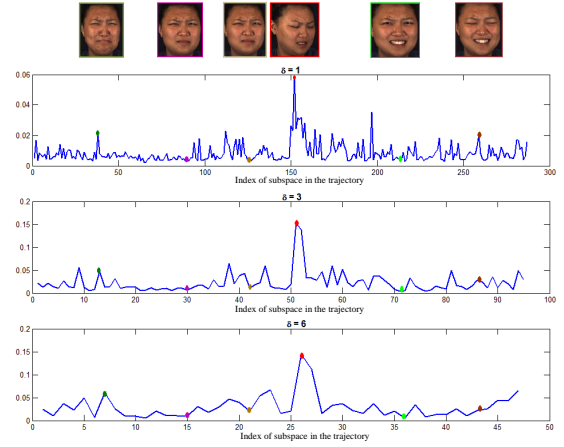 δ = 1
0.06
0.04
0.02
0
0 50 100 150 200 250 300
Index of subspace in the trajectory
δ = 3
0.2
0.15
0.1
0.05
0
0 10 20 30 40 50 60 70 80 90 100
Index of subspace in the trajectory
δ = 6
0.2
0.15
0.1
0.05
0
0 5 10 15 20 25 30 35 40 45 50
Index of subspace in the trajectory